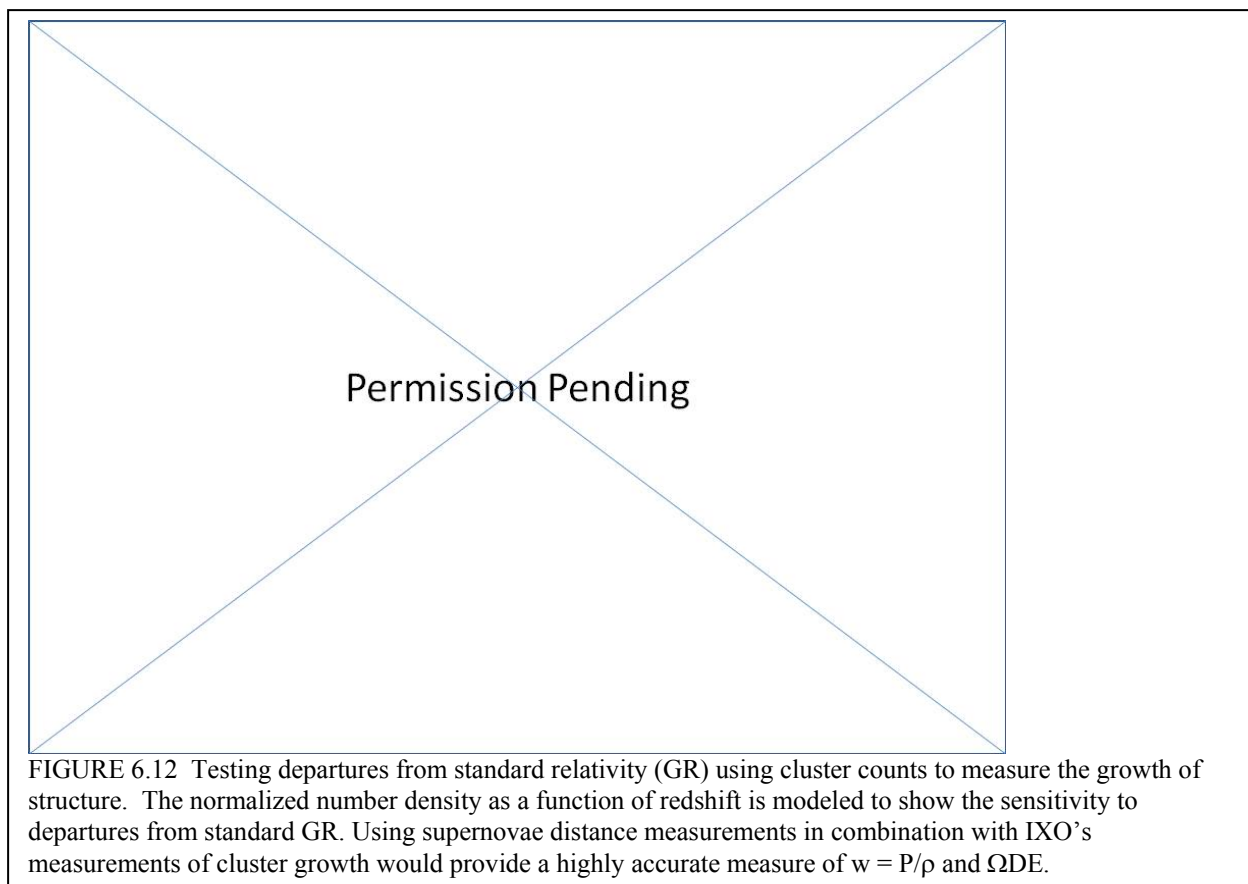 Permission Pending
FIGURE 6.12 Testing departures from standard relativity (GR) using cluster counts to measure the growth of
structure. The normalized number density as a function of redshift is modeled to show the sensitivity to
departures from standard GR. Using supernovae distance measurements in combination with IXO’s
measurements of cluster growth would provide a highly accurate measure of w = P/ρ and ΩDE.